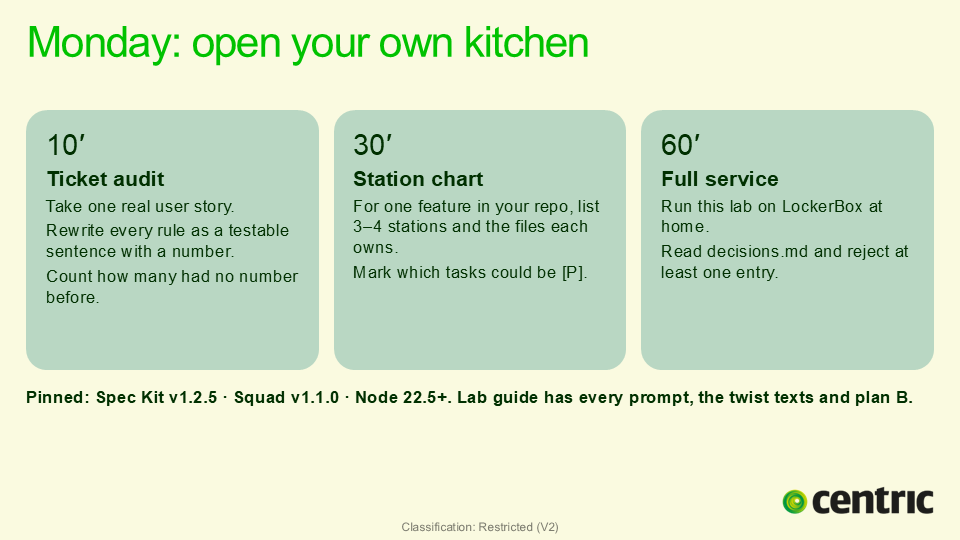 Monday: open your own kitchen
10′
Ticket audit
Take one real user story.
Rewrite every rule as a testable
sentence with a number.
Count how many had no number
before.
30′
Station chart
For one feature in your repo, list
3–4 stations and the files each
owns.
Mark which tasks could be [P].
60′
Full service
Run this lab on LockerBox at
home.
Read decisions.md and reject at
least one entry.
Pinned: Spec Kit v1.2.5 · Squad v1.1.0 · Node 22.5+. Lab guide has every prompt, the twist texts and plan B.
centric
Classification: Restricted (V2)